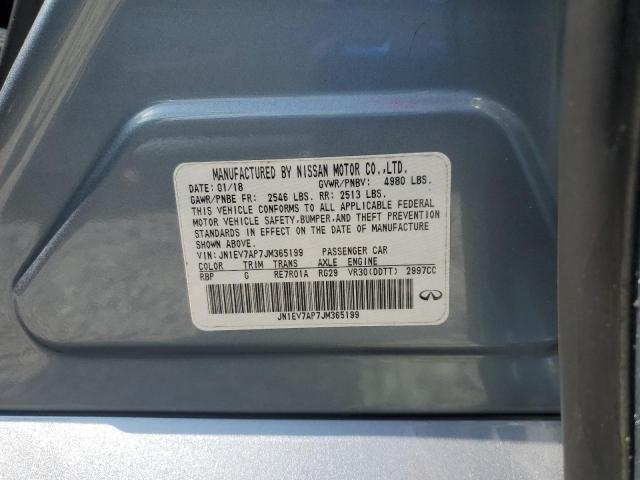 MANUFACTURED BY NISSAN MOTOR CO.,LTD.
DATE: 01/18 GVWR/PNBV: 4980 LBS.
GAWR/PNBE FR: 2546 LBS. RR: 2513 LBS.
THIS VEHICLE CONFORMS TO ALL APPLICABLE FEDERAL
MOTOR VEHICLE SAFETY,BUMPER,AND THEFT PREVENTION
STANDARDS IN EFFECT ON THE DATE OF MANUFACTURE
SHOWN ABOVE.
VIN:JN1EV7AP7JM365199 PASSENGER CAR
COLOR TRIM TRANS AXLE ENGINE
RBP G RE7R01A RG29 VR30(DDTT) 2997CC
JN1EV7AP7JM365199